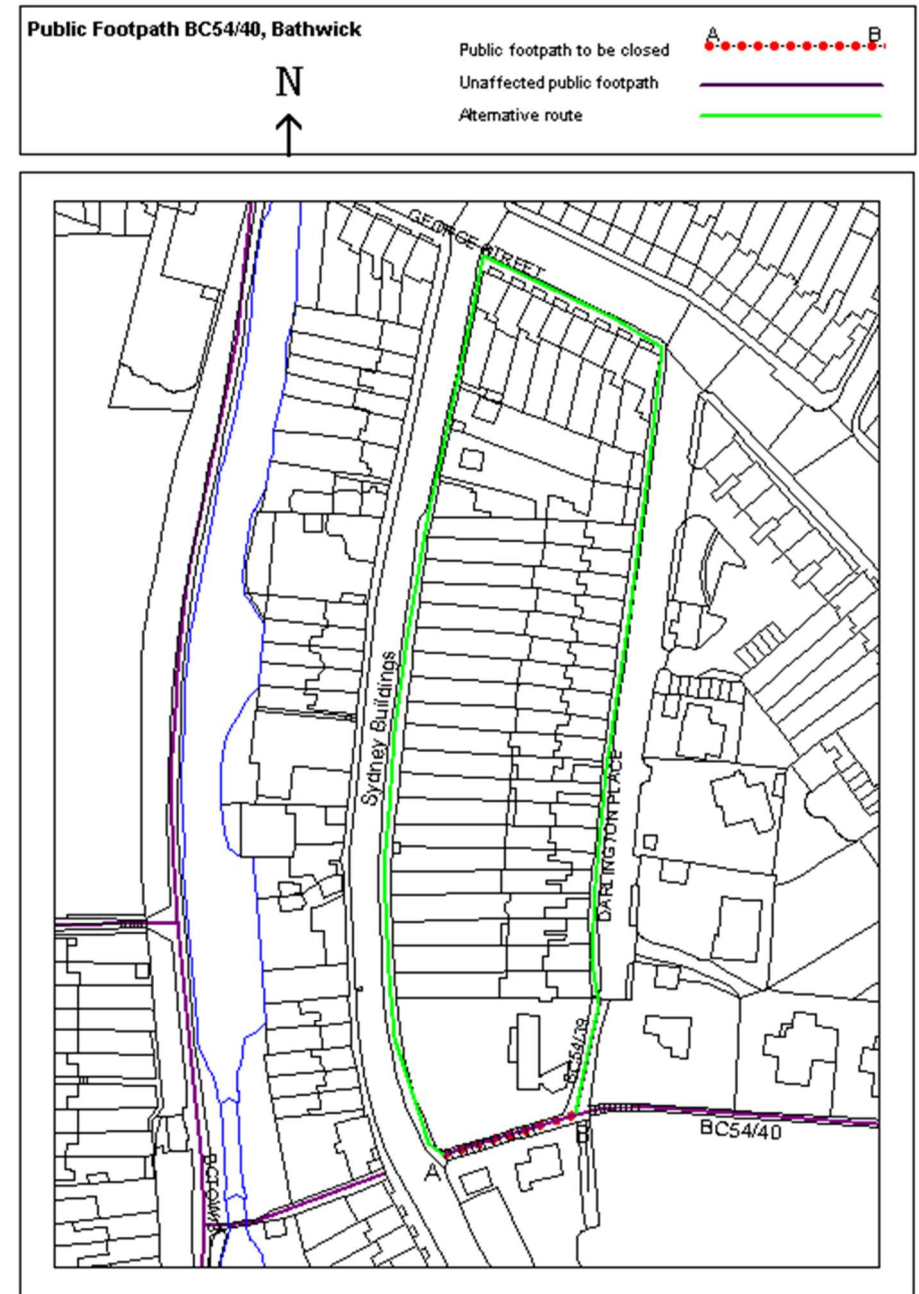 Public Footpath BC54/40, Bathwick
N
A B
Public footpath to be closed
Unaffected public footpath
Alternative route
GEORGE STREET
Sydney Buildings
DARLINGTON PLACE
BC54/39
A
B
BC54/40